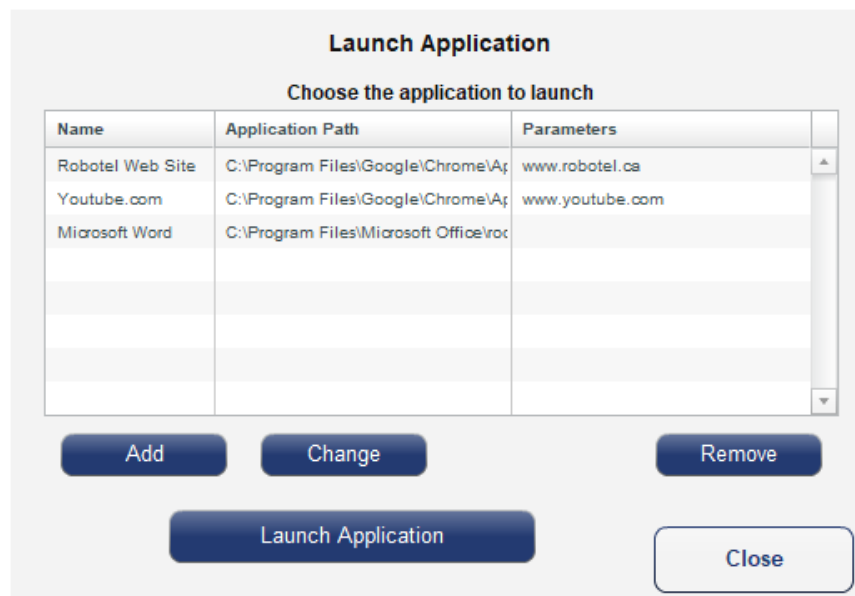 Launch Application
Choose the application to launch
Name Application Path Parameters
Robotel Web Site C:\Program Files\Google\Chrome\Ap www.robotel.ca
Youtube.com C:\Program Files\Google\Chrome\Ap www.youtube.com
Microsoft Word C:\Program Files\Microsoft Office\roo
Add Change Remove
Launch Application
Close